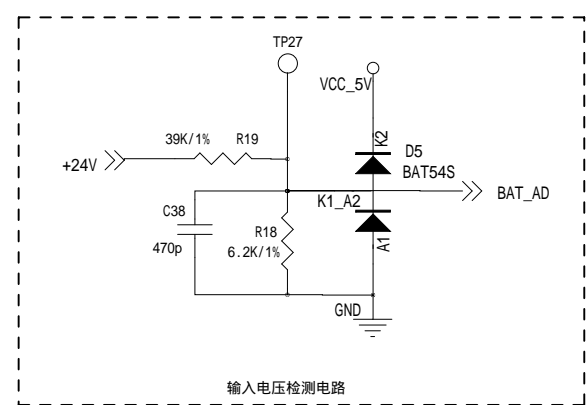 TP27
VCC_5V
39K/1% R19
K2
D5
+24V
BAT54S
BAT_AD
K1_A2
C38
R18
A1
470p
6.2K/1%
GND
输入电压检测电路